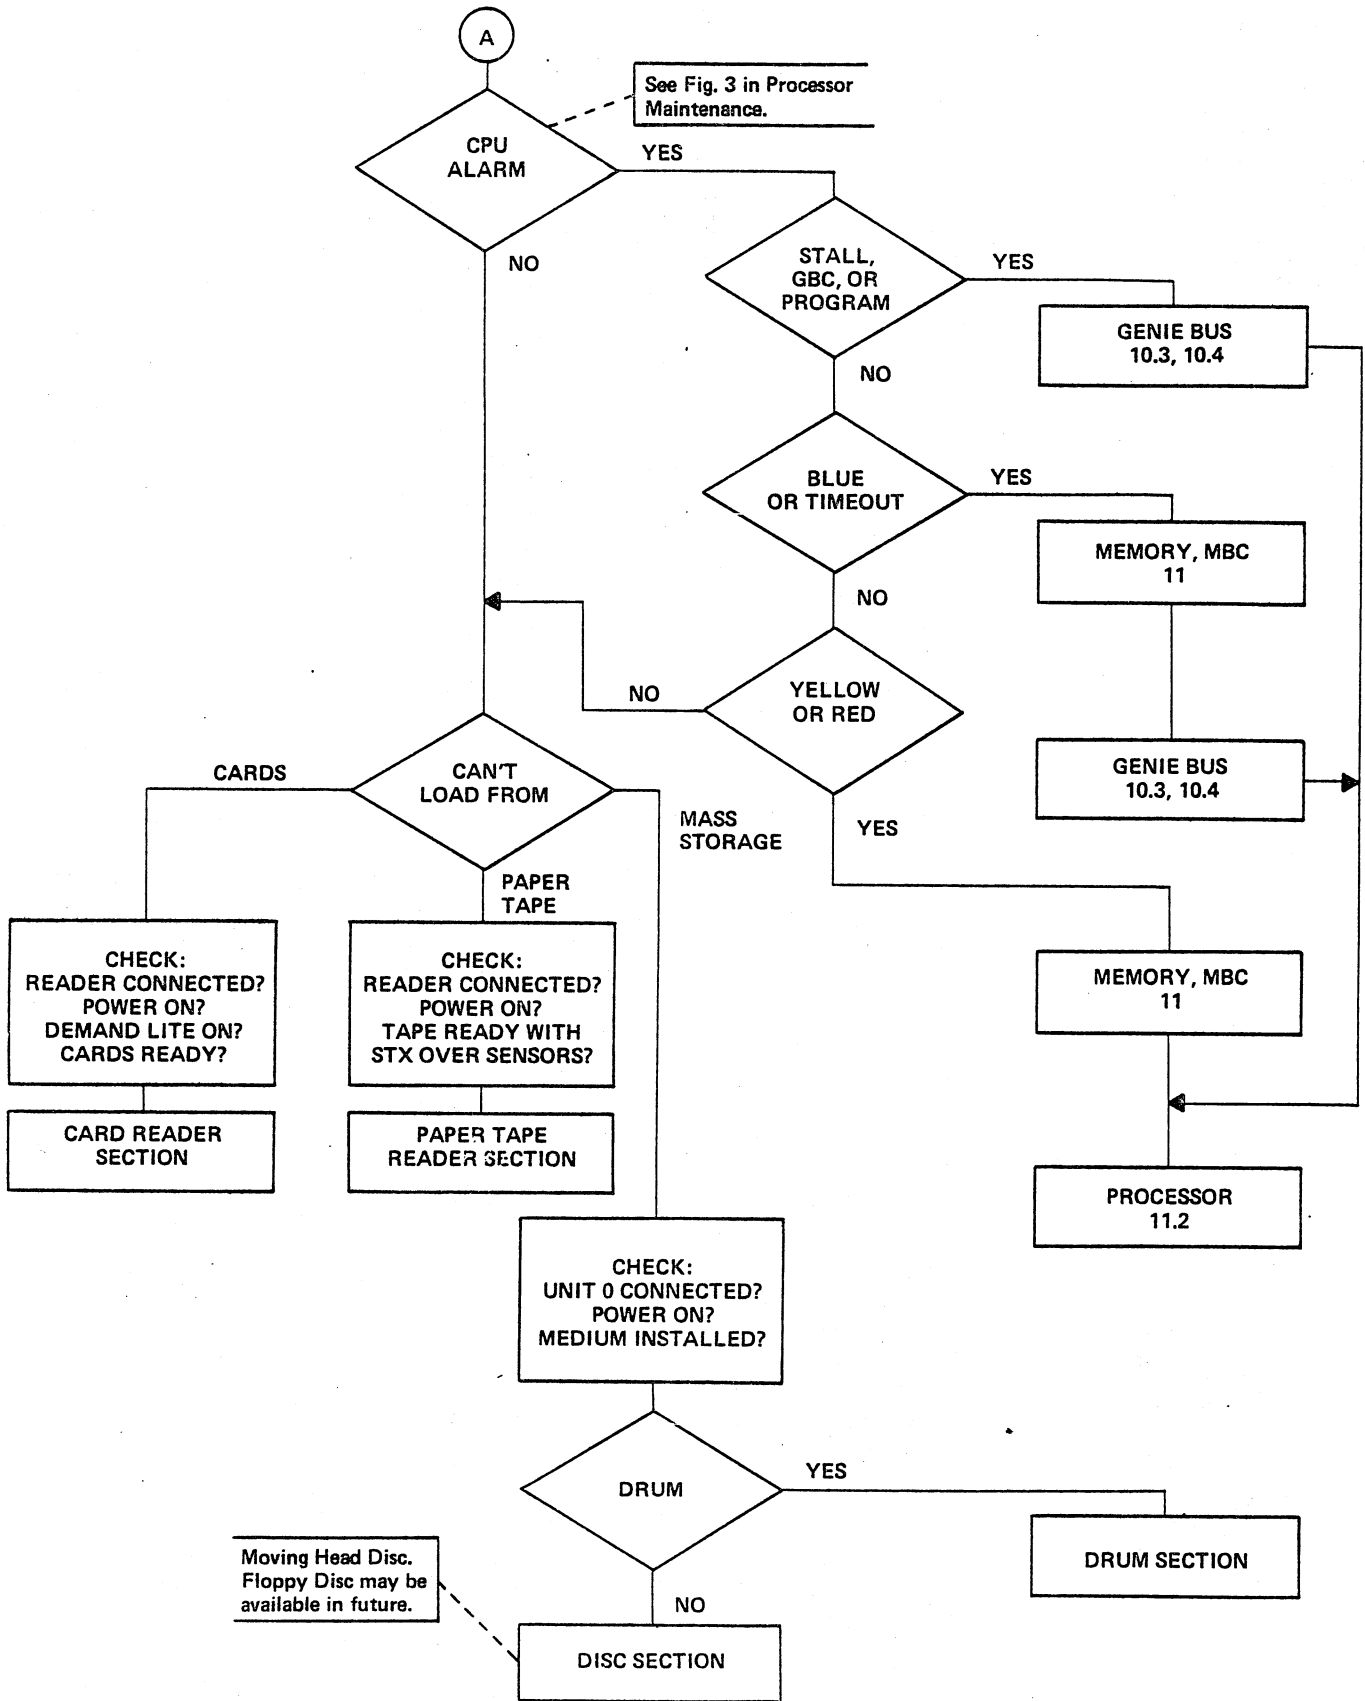 A
See Fig. 3 in Processor
Maintenance.
CPU
ALARM
YES
NO
STALL,
GBC, OR
PROGRAM
YES
GENIE BUS
10.3, 10.4
NO
BLUE
OR TIMEOUT
YES
MEMORY, MBC
11
NO
YELLOW
OR RED
NO
YES
GENIE BUS
10.3, 10.4
CAN'T
LOAD FROM
CARDS
MASS
STORAGE
PAPER
TAPE
CHECK:
READER CONNECTED?
POWER ON?
DEMAND LITE ON?
CARDS READY?
CHECK:
READER CONNECTED?
POWER ON?
TAPE READY WITH
STX OVER SENSORS?
MEMORY, MBC
11
CARD READER
SECTION
PAPER TAPE
READER SECTION
PROCESSOR
11.2
CHECK:
UNIT 0 CONNECTED?
POWER ON?
MEDIUM INSTALLED?
DRUM
YES
DRUM SECTION
Moving Head Disc.
Floppy Disc may be
available in future.
NO
DISC SECTION